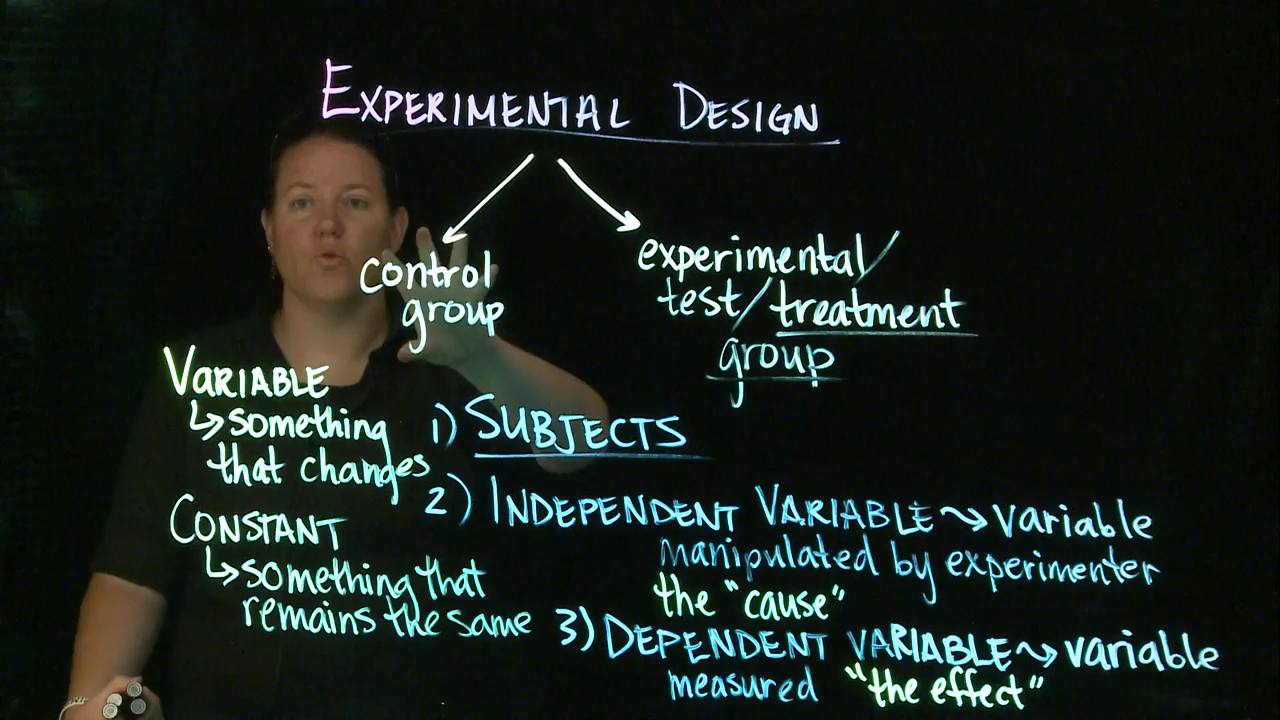 EXPERIMENTAL DESIGN
control
group
experimental/
test/treatment
group
VARIABLE
↳something
that changes
CONSTANT
↳something that
remains the same
1) SUBJECTS
2) INDEPENDENT VARIABLE ⤳ variable
manipulated by experimenter
the "cause"
3) DEPENDENT VARIABLE ⤳ variable
measured "the effect"